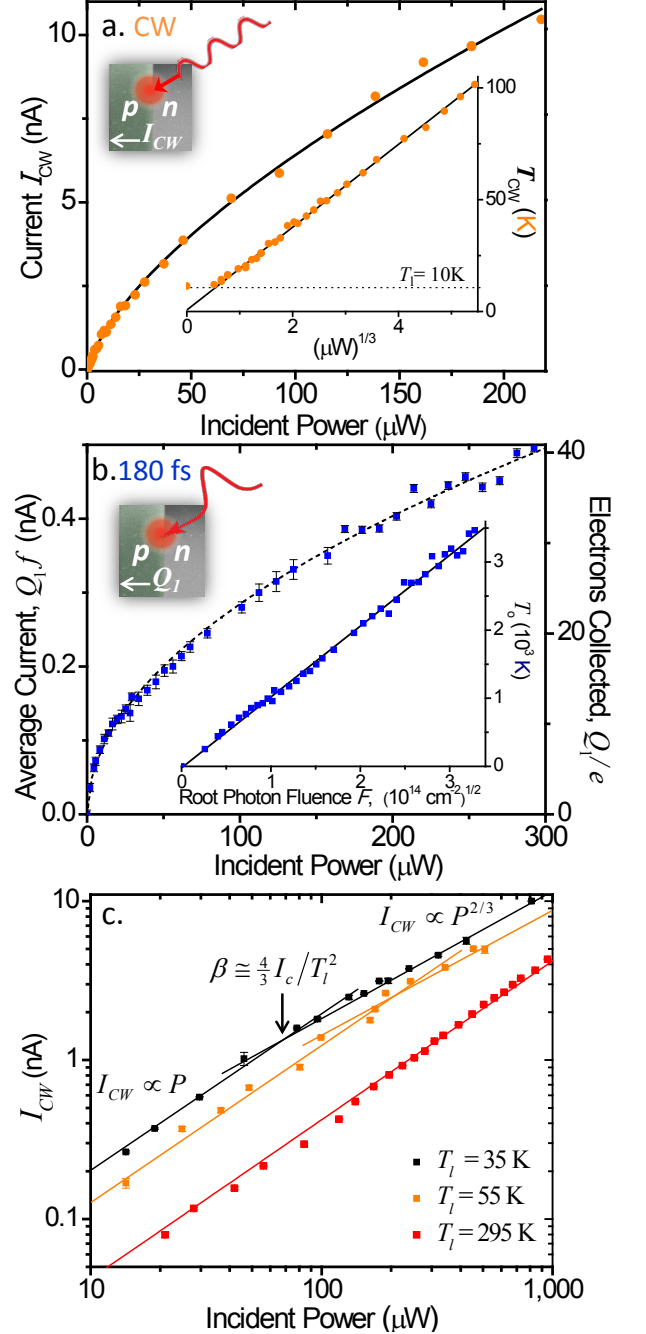 a. CW
10
5
0
Current I_CW (nA)
p n
← I_CW
100
50
0
T_CW (K)
T_l = 10K
0 2 4
(μW)^1/3
0 50 100 150 200
Incident Power (μW)
b. 180 fs
0.4
0.2
0.0
Average Current, Q_1 f (nA)
p n
← Q_1
40
20
0
Electrons Collected, Q_1/e
3
2
1
0
T_o (10^3 K)
0 1 2 3
Root Photon Fluence F, (10^14 cm^-2)^1/2
0 50 100 150 200 250 300
Incident Power (μW)
c.
10
1
0.1
I_CW (nA)
I_CW ∝ P^2/3
β ≅ 4/3 I_c/T_l^2
I_CW ∝ P
T_l = 35 K
T_l = 55 K
T_l = 295 K
10 100 1,000
Incident Power (μW)